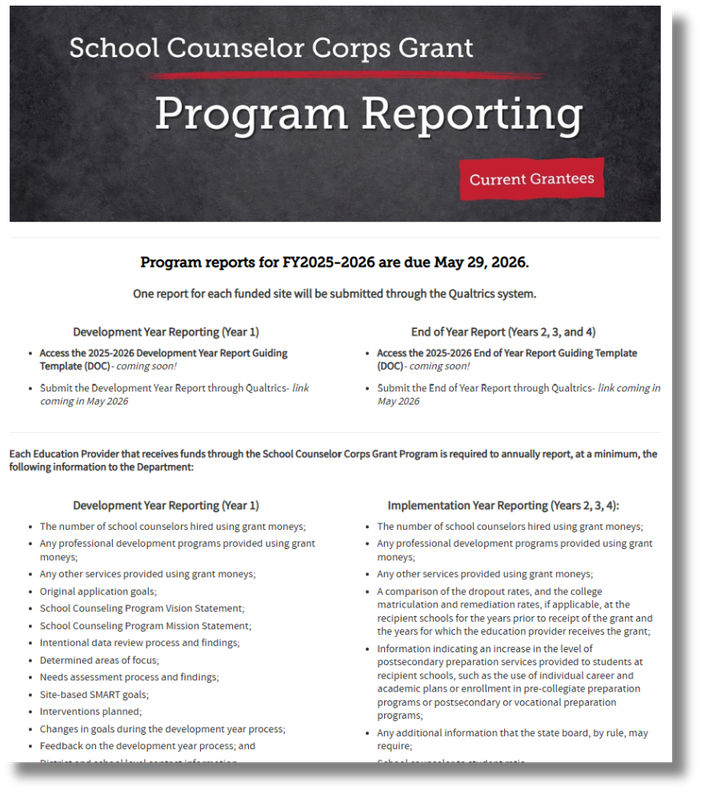 School Counselor Corps Grant
Program Reporting
Current Grantees
Program reports for FY2025-2026 are due May 29, 2026.
One report for each funded site will be submitted through the Qualtrics system.
Development Year Reporting (Year 1)
• Access the 2025-2026 Development Year Report Guiding
Template (DOC)- coming soon!
• Submit the Development Year Report through Qualtrics- link
coming in May 2026
End of Year Report (Years 2, 3, and 4)
• Access the 2025-2026 End of Year Report Guiding Template
(DOC)- coming soon!
• Submit the End of Year Report through Qualtrics- link coming in
May 2026
Each Education Provider that receives funds through the School Counselor Corps Grant Program is required to annually report, at a minimum, the
following information to the Department:
Development Year Reporting (Year 1)
• The number of school counselors hired using grant moneys;
• Any professional development programs provided using grant
moneys;
• Any other services provided using grant moneys;
• Original application goals;
• School Counseling Program Vision Statement;
• School Counseling Program Mission Statement;
• Intentional data review process and findings;
• Determined areas of focus;
• Needs assessment process and findings;
• Site-based SMART goals;
• Interventions planned;
• Changes in goals during the development year process;
• Feedback on the development year process; and
Implementation Year Reporting (Years 2, 3, 4):
• The number of school counselors hired using grant moneys;
• Any professional development programs provided using grant
moneys;
• Any other services provided using grant moneys;
• A comparison of the dropout rates, and the college
matriculation and remediation rates, if applicable, at the
recipient schools for the years prior to receipt of the grant and
the years for which the education provider receives the grant;
• Information indicating an increase in the level of
postsecondary preparation services provided to students at
recipient schools, such as the use of individual career and
academic plans or enrollment in pre-collegiate preparation
programs or postsecondary or vocational preparation
programs;
• Any additional information that the state board, by rule, may
require;